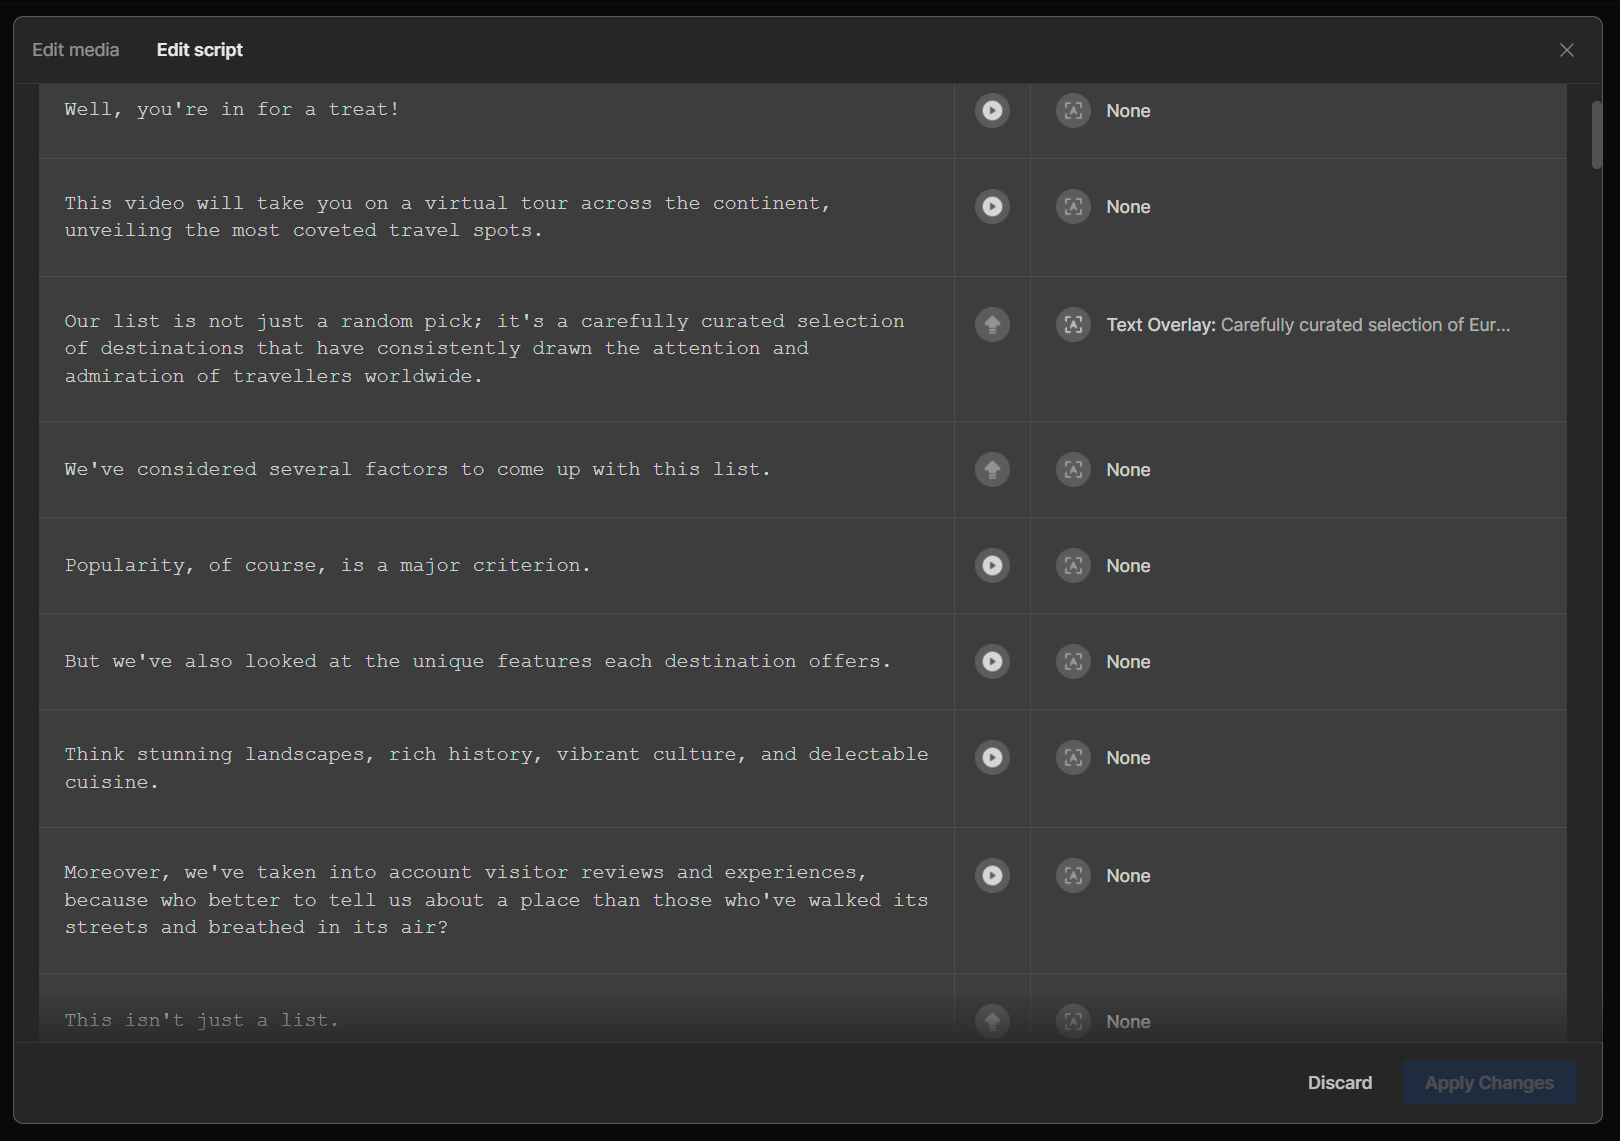 Edit media
Edit script
Well, you're in for a treat!
None
This video will take you on a virtual tour across the continent,
unveiling the most coveted travel spots.
None
Our list is not just a random pick; it's a carefully curated selection
of destinations that have consistently drawn the attention and
admiration of travellers worldwide.
Text Overlay: Carefully curated selection of Eur...
We've considered several factors to come up with this list.
None
Popularity, of course, is a major criterion.
None
But we've also looked at the unique features each destination offers.
None
Think stunning landscapes, rich history, vibrant culture, and delectable
cuisine.
None
Moreover, we've taken into account visitor reviews and experiences,
because who better to tell us about a place than those who've walked its
streets and breathed in its air?
None
This isn't just a list.
None
Discard
Apply Changes